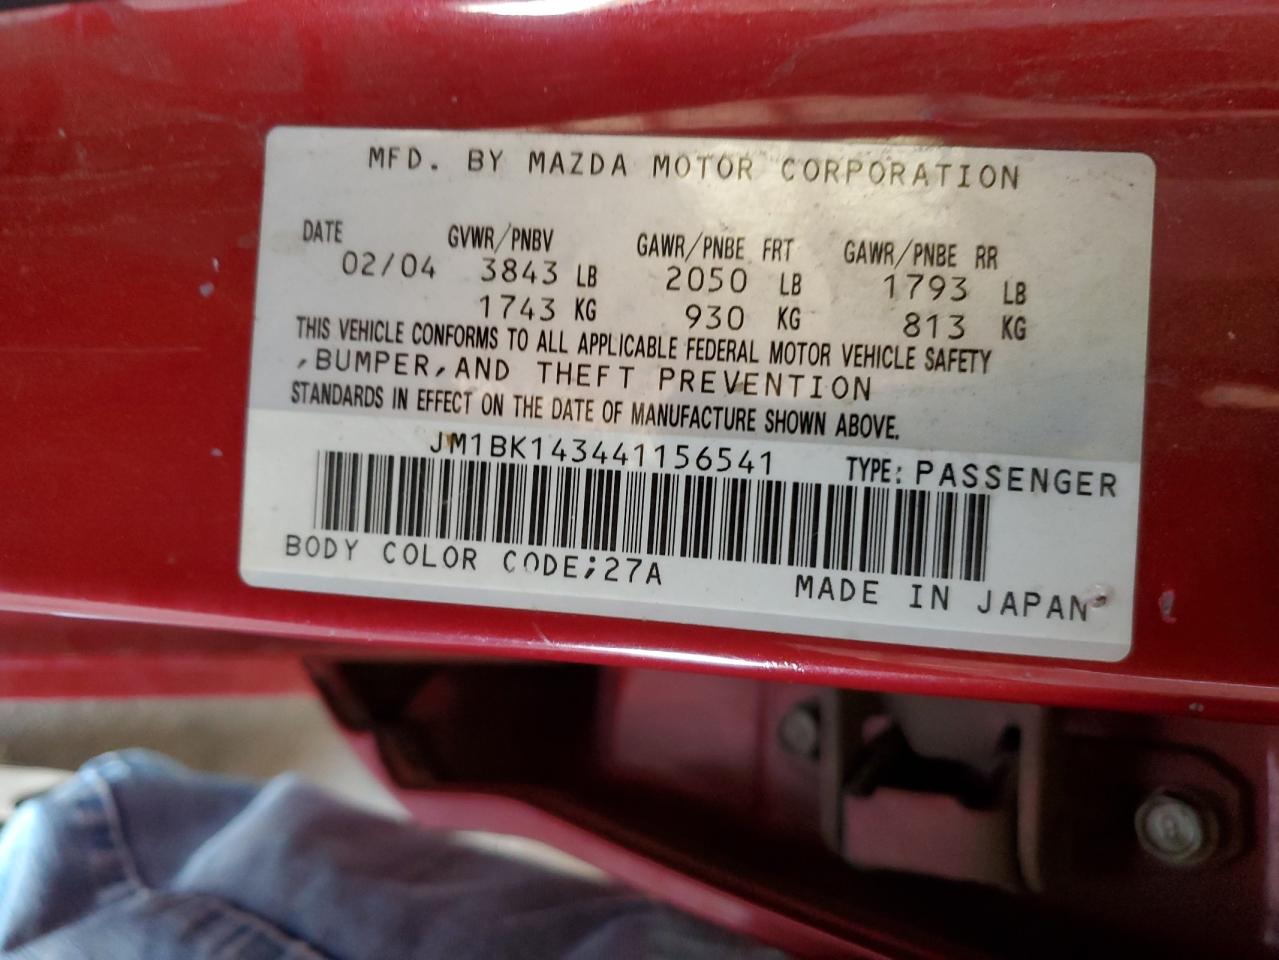 MFD. BY MAZDA MOTOR CORPORATION
DATE GVWR/PNBV GAWR/PNBE FRT GAWR/PNBE RR
02/04 3843 LB 2050 LB 1793 LB
1743 KG 930 KG 813 KG
THIS VEHICLE CONFORMS TO ALL APPLICABLE FEDERAL MOTOR VEHICLE SAFETY
,BUMPER,AND THEFT PREVENTION
STANDARDS IN EFFECT ON THE DATE OF MANUFACTURE SHOWN ABOVE.
JM1BK143441156541 TYPE: PASSENGER
BODY COLOR CODE;27A
MADE IN JAPAN